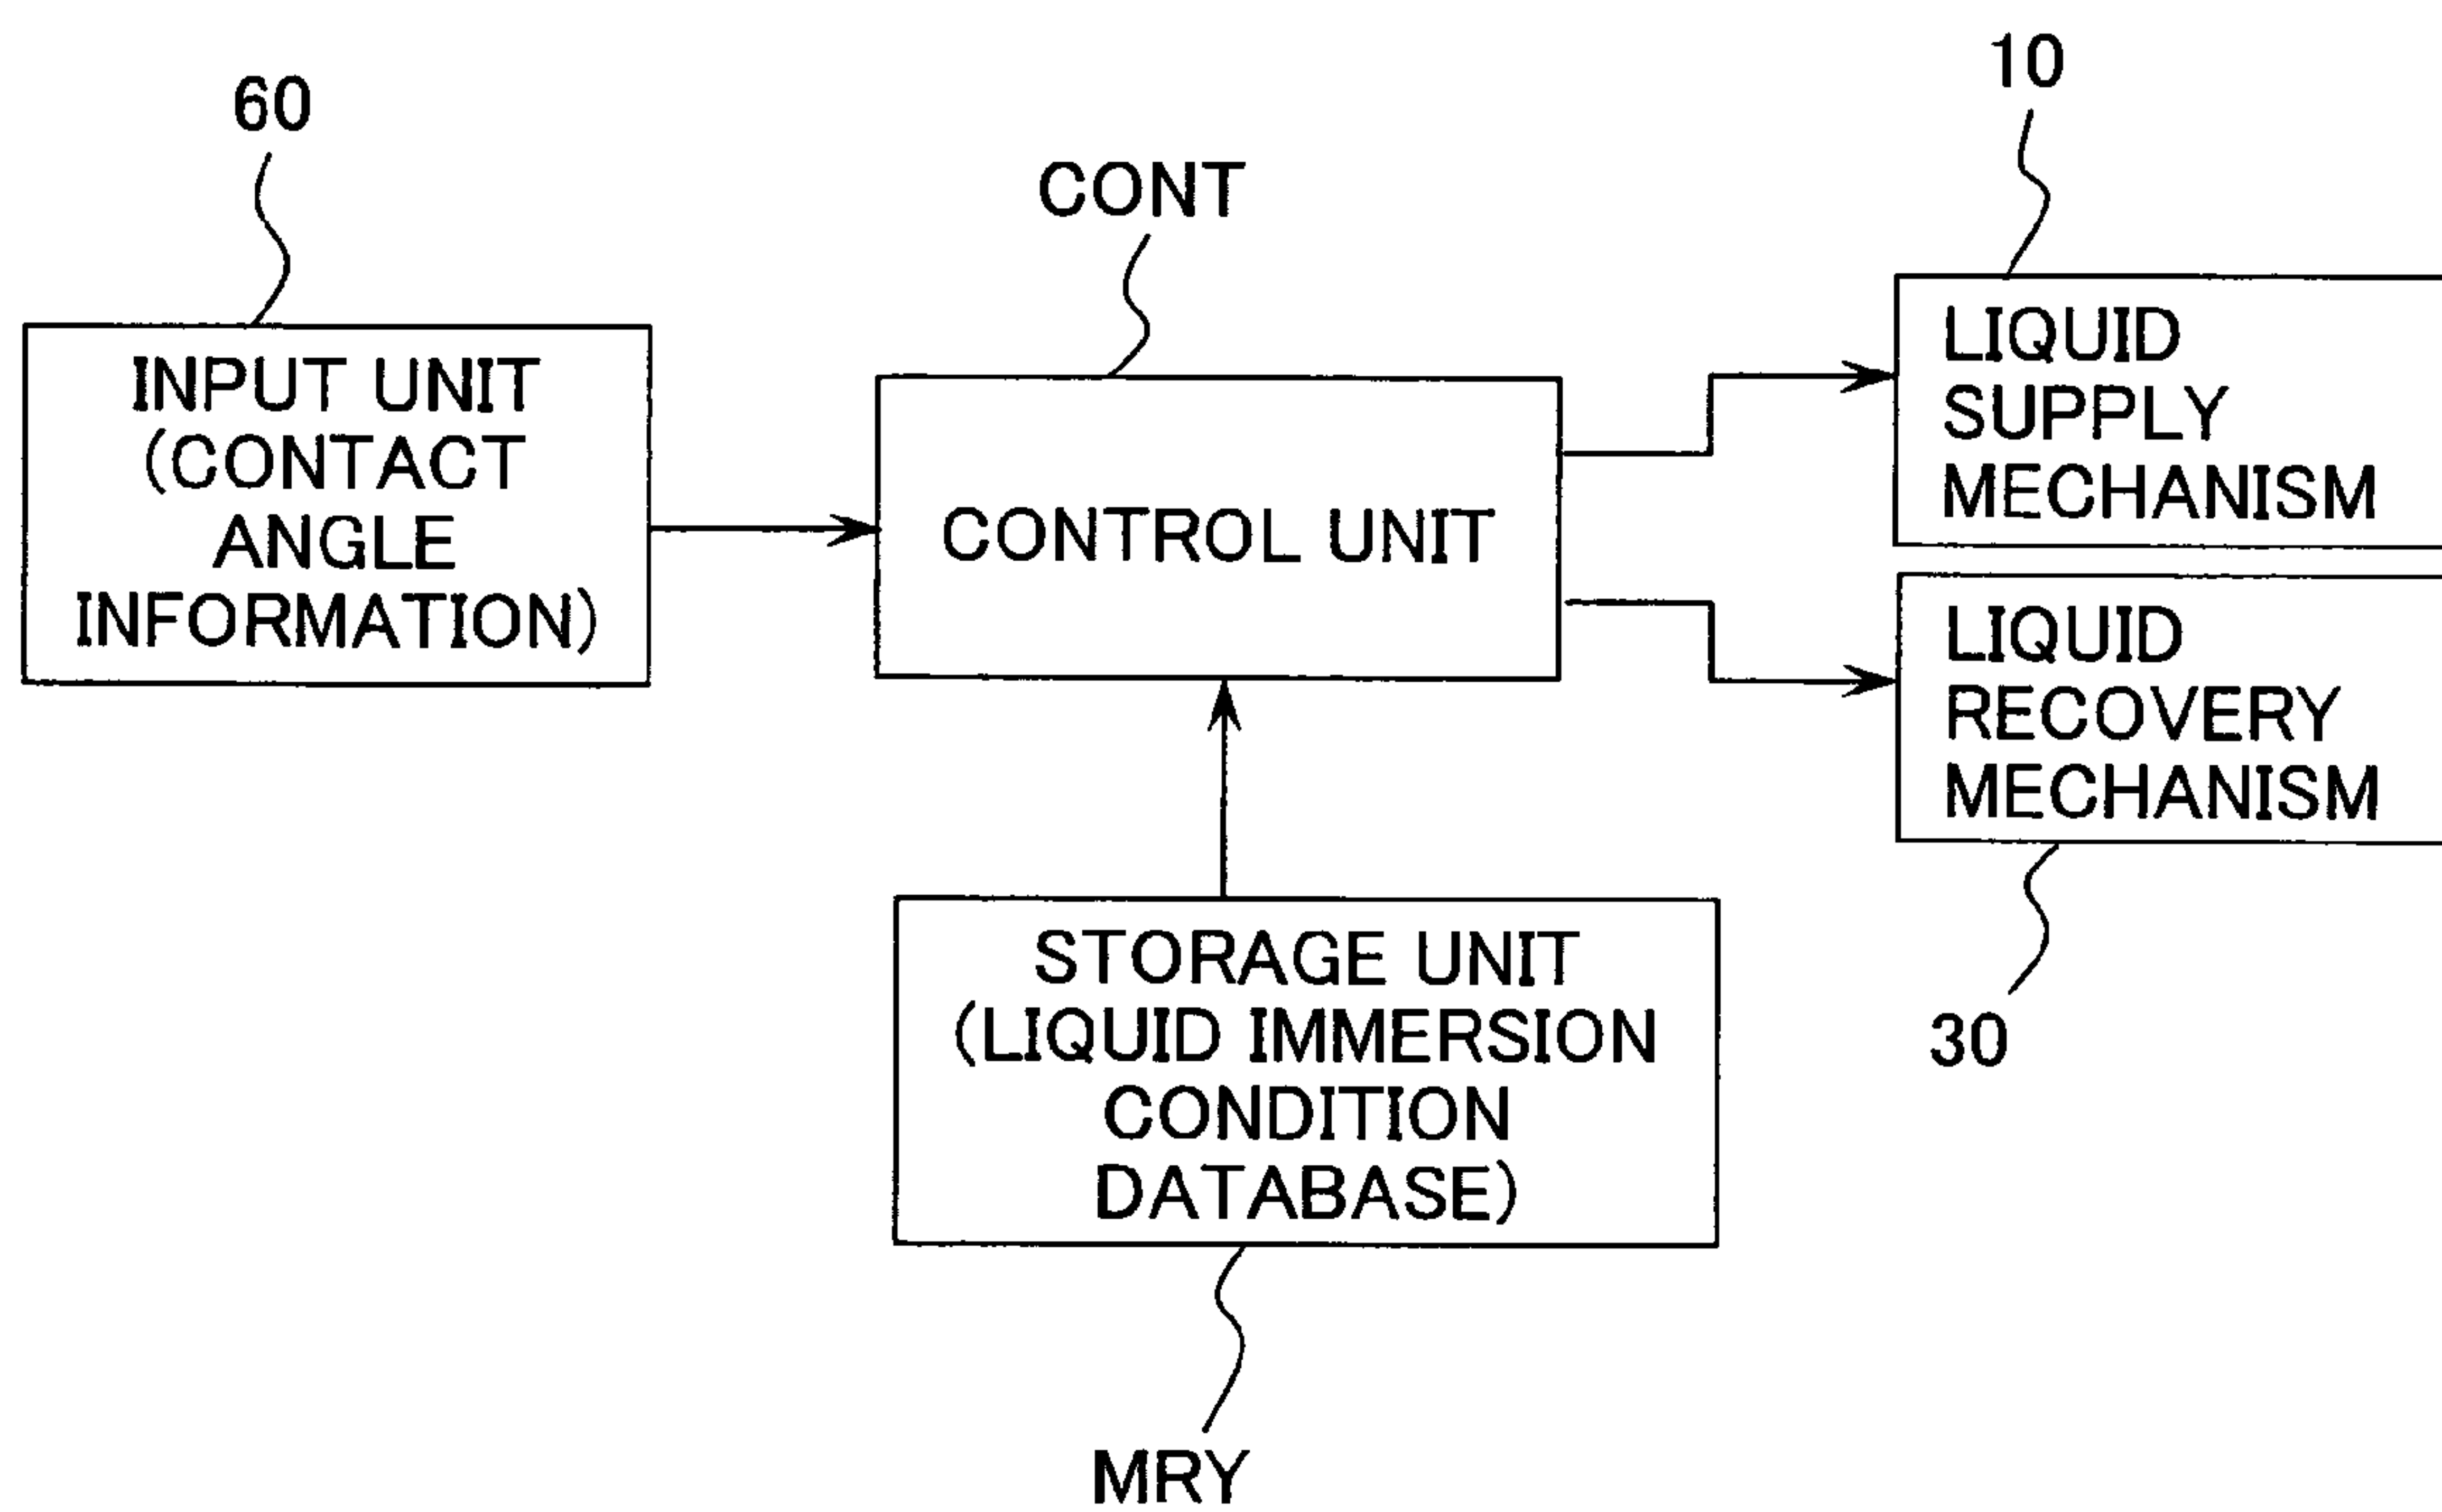 60
INPUT UNIT
(CONTACT
ANGLE
INFORMATION)
CONT
CONTROL UNIT
10
LIQUID
SUPPLY
MECHANISM
LIQUID
RECOVERY
MECHANISM
30
STORAGE UNIT
(LIQUID IMMERSION
CONDITION
DATABASE)
MRY